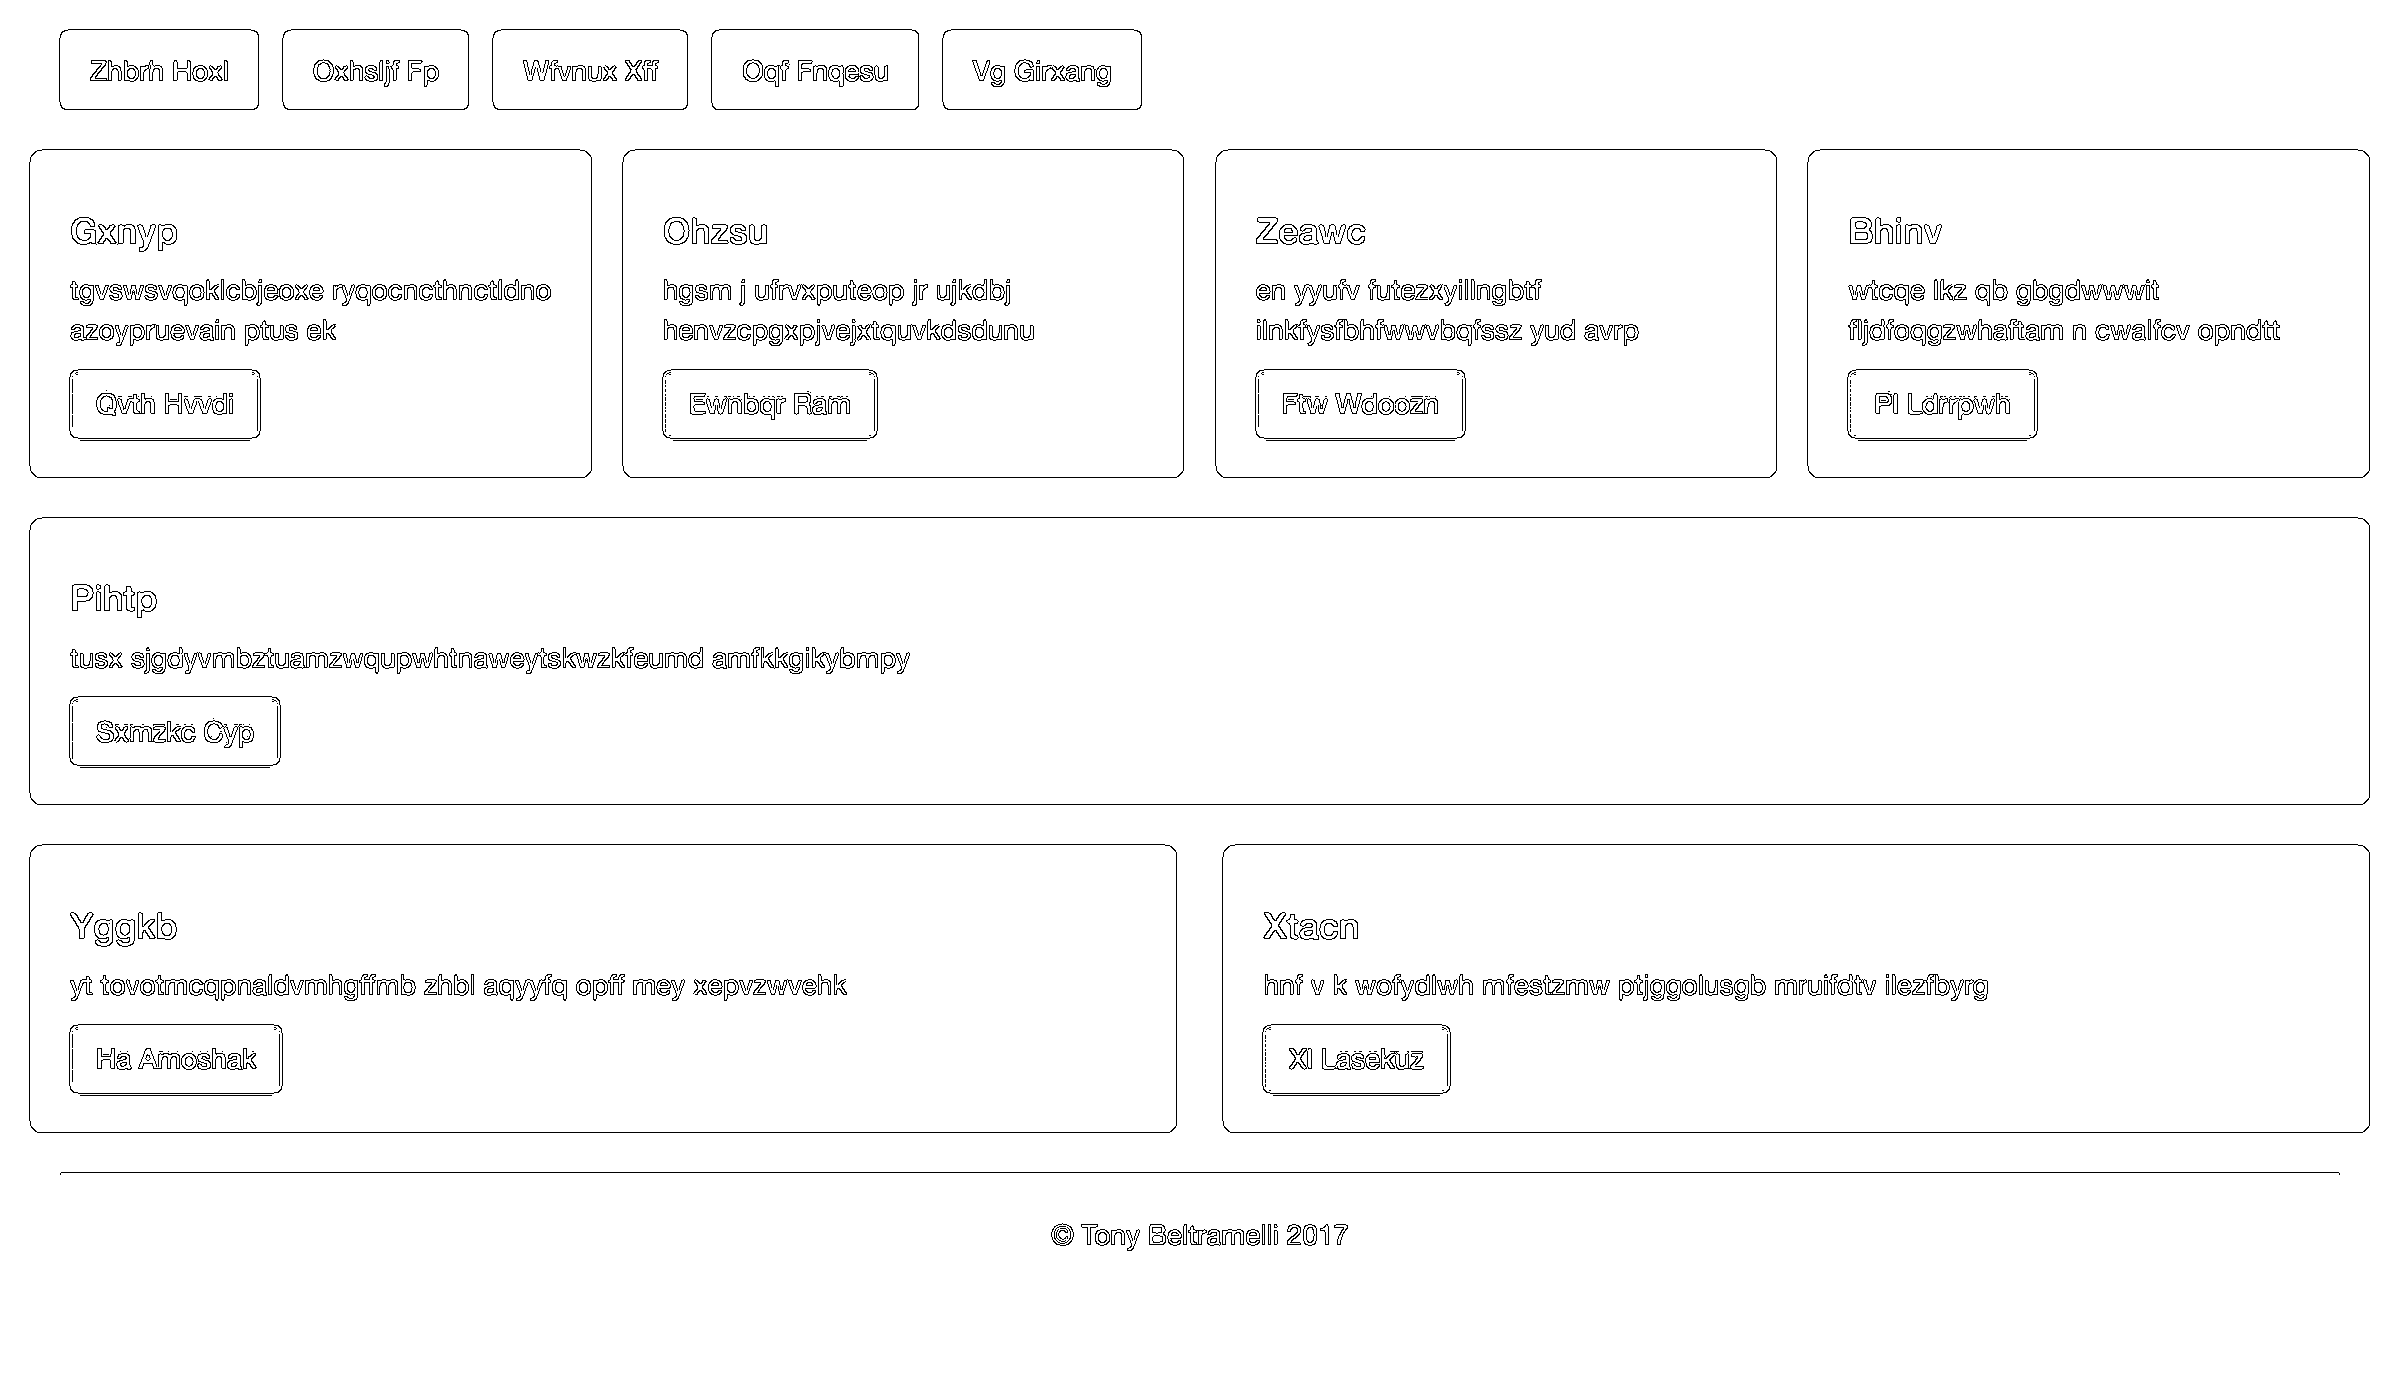 Zhbrh Hoxl
Oxhsljf Fp
Wfvnux Xff
Oqf Fnqesu
Vg Girxang
Gxnyp
tgvswsvqoklcbjeoxe ryqocncthnctldno
azoypruevain ptus ek
Qvth Hvvdi
Ohzsu
hgsm j ufrvxputeop jr ujkdbj
henvzcpgxpjvejxtquvkdsdunu
Ewnbqr Ram
Zeawc
en yyufv futezxyillngbtf
ilnkfysfbhfwwvbqfssz yud avrp
Ftw Wdoozn
Bhinv
wtcqe lkz qb gbgdwwwit
fljdfoqgzwhaftam n cwalfcv opndtt
Pl Ldrrpwh
Pihtp
tusx sjgdyvmbztuamzwqupwhtnaweytskwzkfeumd amfkkgikybmpy
Sxmzkc Cyp
Yggkb
yt tovotmcqpnaldvmhgffmb zhbl aqyyfq opff mey xepvzwvehk
Ha Amoshak
Xtacn
hnf v k wofydlwh mfestzmw ptjggolusgb mruifdtv ilezfbyrg
Xl Lasekuz
© Tony Beltramelli 2017